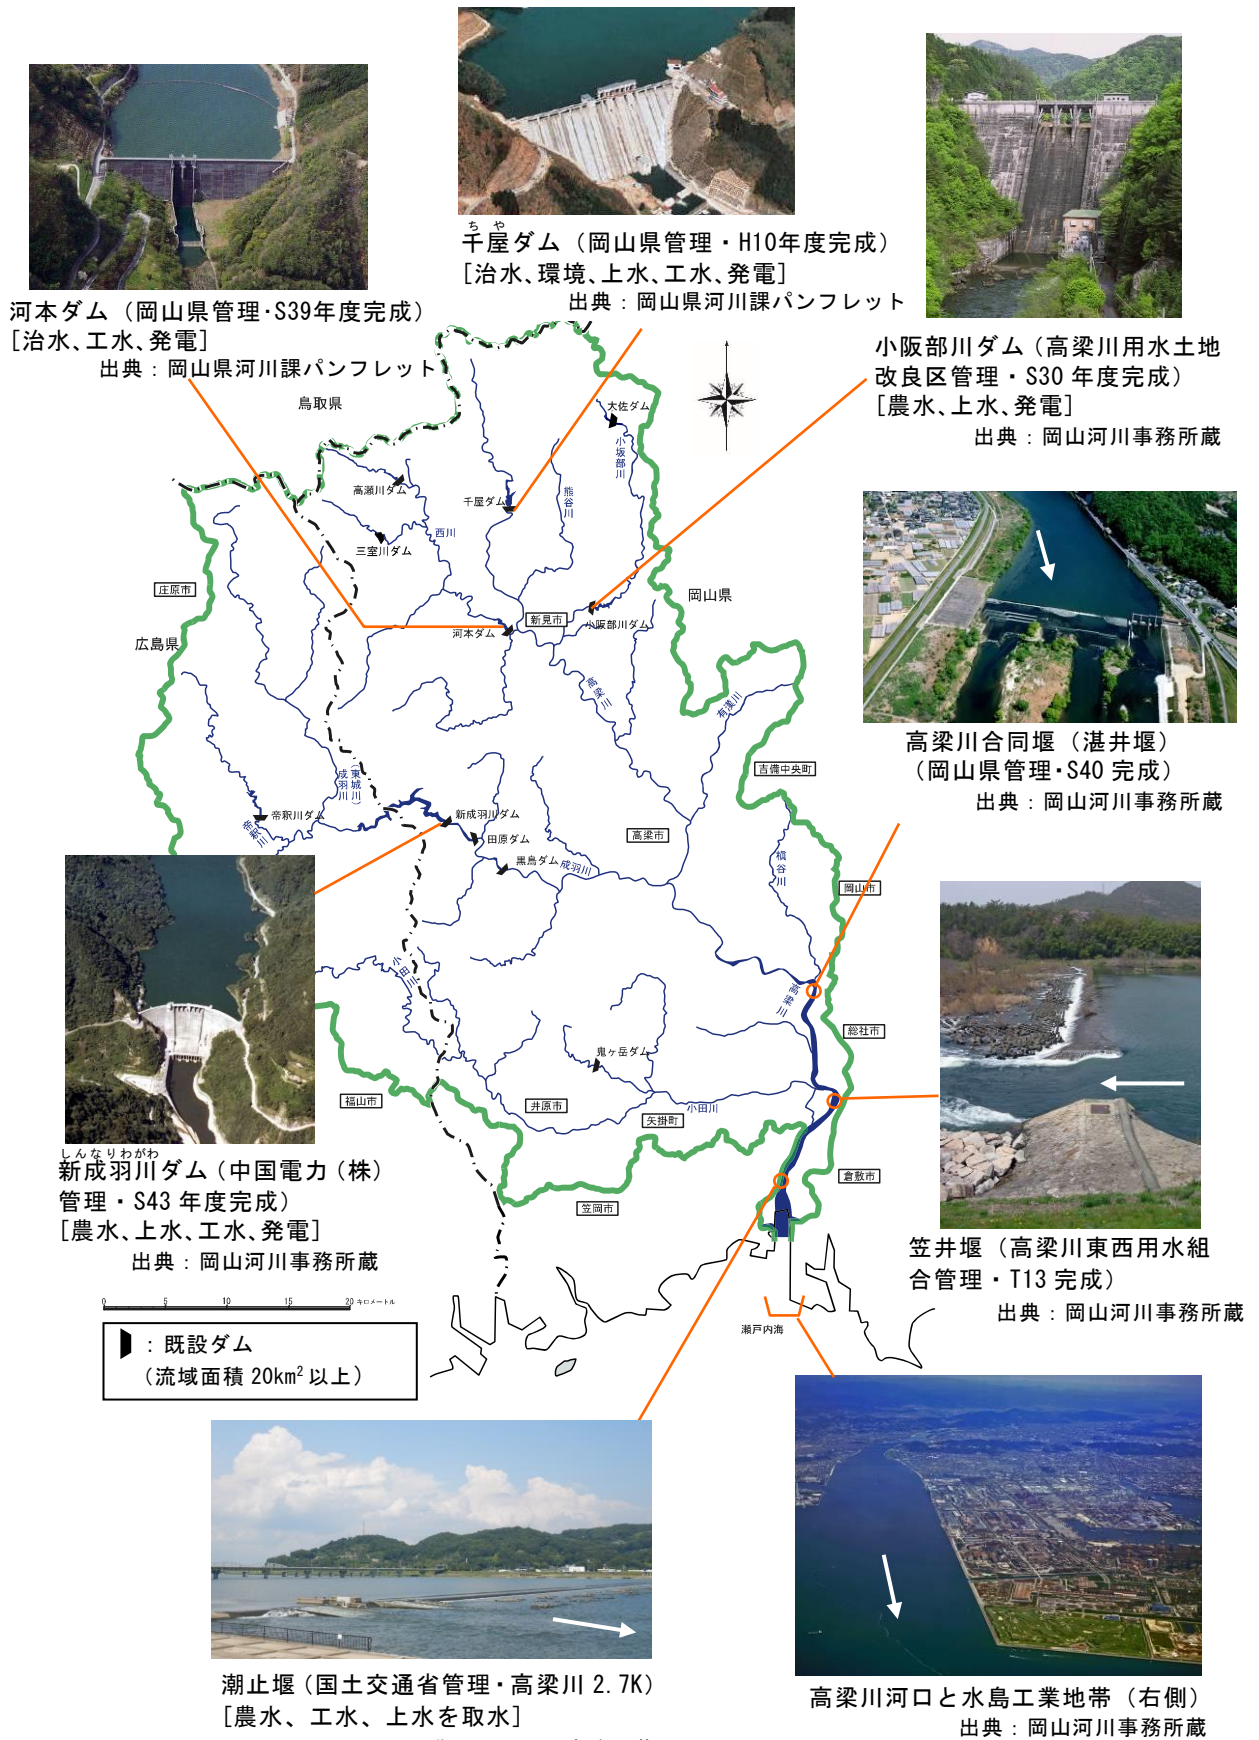 ちや
千屋ダム（岡山県管理・H10年度完成）
[治水、環境、上水、工水、発電]
出典：岡山県河川課パンフレット
河本ダム（岡山県管理・S39年度完成）
[治水、工水、発電]
出典：岡山県河川課パンフレット
小阪部川ダム（高梁川用水土地
改良区管理・S30 年度完成）
[農水、上水、発電]
出典：岡山河川事務所蔵
鳥取県
大佐ダム
小坂部川
高瀬川ダム
千屋ダム
熊谷川
西川
三室川ダム
庄原市
岡山県
新見市
小阪部川ダム
河本ダム
広島県
高梁川
有漢川
高梁川合同堰（湛井堰）
（岡山県管理・S40 完成）
出典：岡山河川事務所蔵
吉備中央町
成羽川
（東城川）
帝釈川ダム
帝釈川
新成羽川ダム
田原ダム
黒鳥ダム
成羽川
高梁市
槇谷川
岡山市
小田川
高梁川
総社市
鬼ヶ岳ダム
福山市
井原市
矢掛町
小田川
倉敷市
笠岡市
しんなりわがわ
新成羽川ダム（中国電力（株）
管理・S43 年度完成）
[農水、上水、工水、発電]
出典：岡山河川事務所蔵
笠井堰（高梁川東西用水組
合管理・T13 完成）
出典：岡山河川事務所蔵
0 5 10 15 20 キロメートル
瀬戸内海
：既設ダム
（流域面積 20km²以上）
潮止堰（国土交通省管理・高梁川 2.7K）
[農水、工水、上水を取水]
高梁川河口と水島工業地帯（右側）
出典：岡山河川事務所蔵